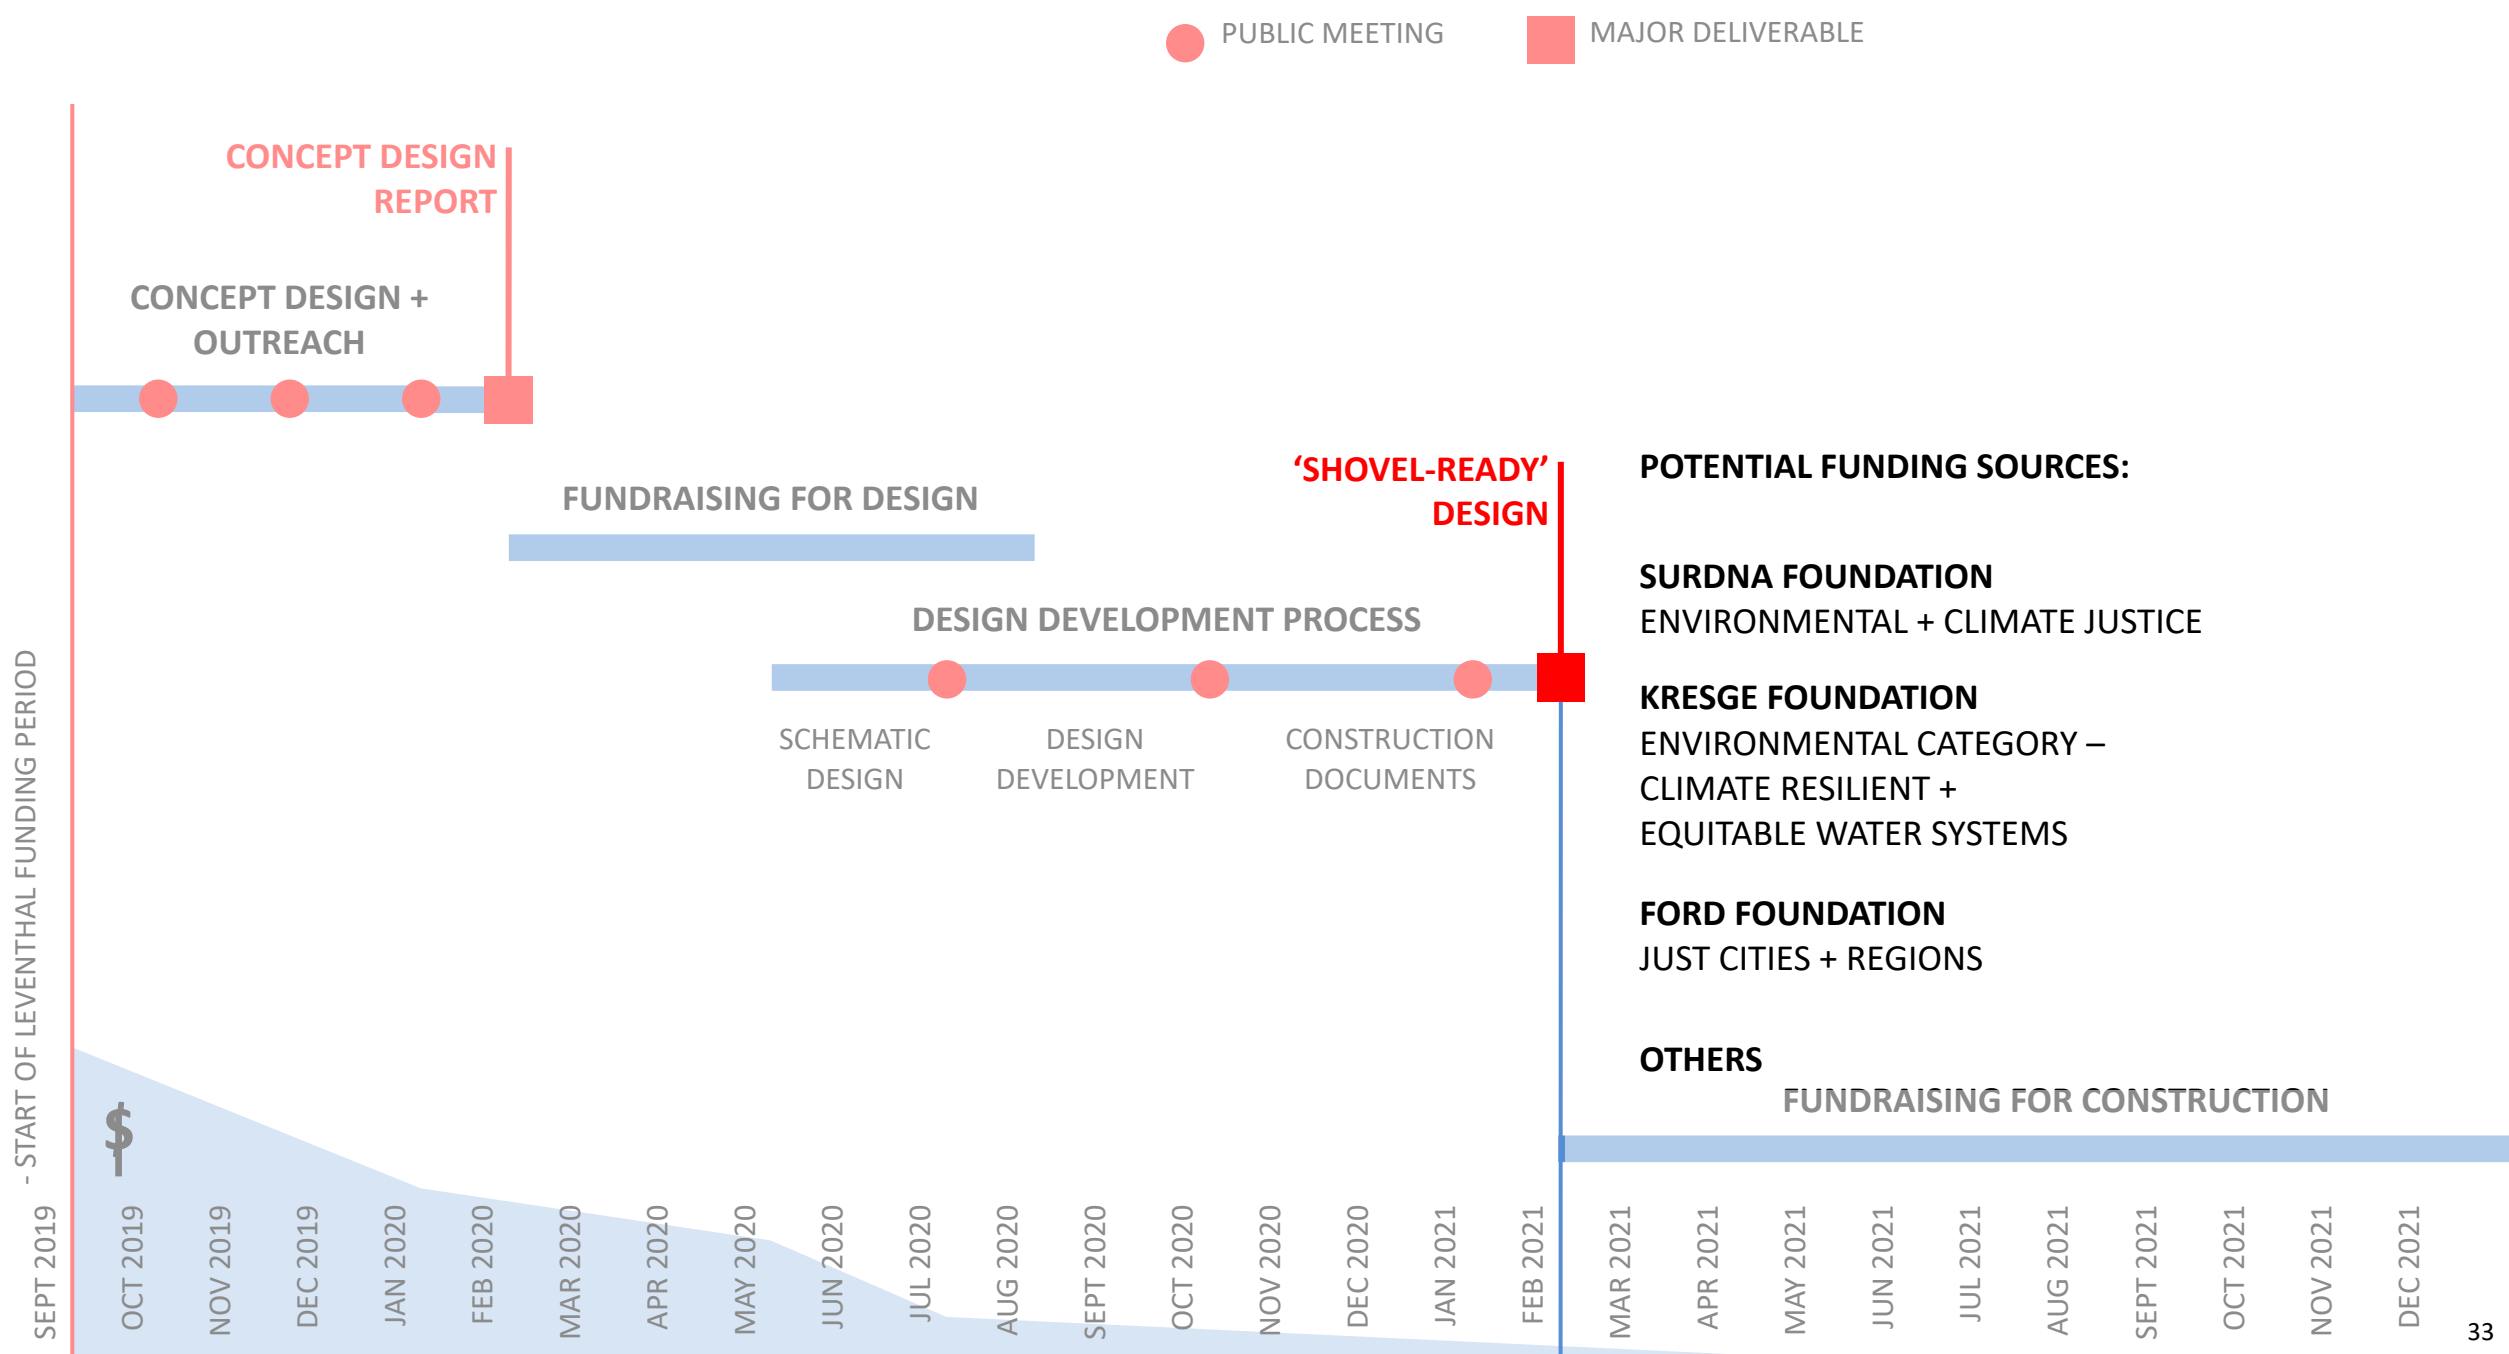 PUBLIC MEETING
MAJOR DELIVERABLE
CONCEPT DESIGN
REPORT
CONCEPT DESIGN +
OUTREACH
FUNDRAISING FOR DESIGN
‘SHOVEL-READY’
DESIGN
DESIGN DEVELOPMENT PROCESS
SCHEMATIC
DESIGN
DESIGN
DEVELOPMENT
CONSTRUCTION
DOCUMENTS
POTENTIAL FUNDING SOURCES:
SURDNA FOUNDATION
ENVIRONMENTAL + CLIMATE JUSTICE
KRESGE FOUNDATION
ENVIRONMENTAL CATEGORY –
CLIMATE RESILIENT +
EQUITABLE WATER SYSTEMS
FORD FOUNDATION
JUST CITIES + REGIONS
OTHERS
FUNDRAISING FOR CONSTRUCTION
$
SEPT 2019 - START OF LEVENTHAL FUNDING PERIOD
OCT 2019
NOV 2019
DEC 2019
JAN 2020
FEB 2020
MAR 2020
APR 2020
MAY 2020
JUN 2020
JUL 2020
AUG 2020
SEPT 2020
OCT 2020
NOV 2020
DEC 2020
JAN 2021
FEB 2021
MAR 2021
APR 2021
MAY 2021
JUN 2021
JUL 2021
AUG 2021
SEPT 2021
OCT 2021
NOV 2021
DEC 2021
33